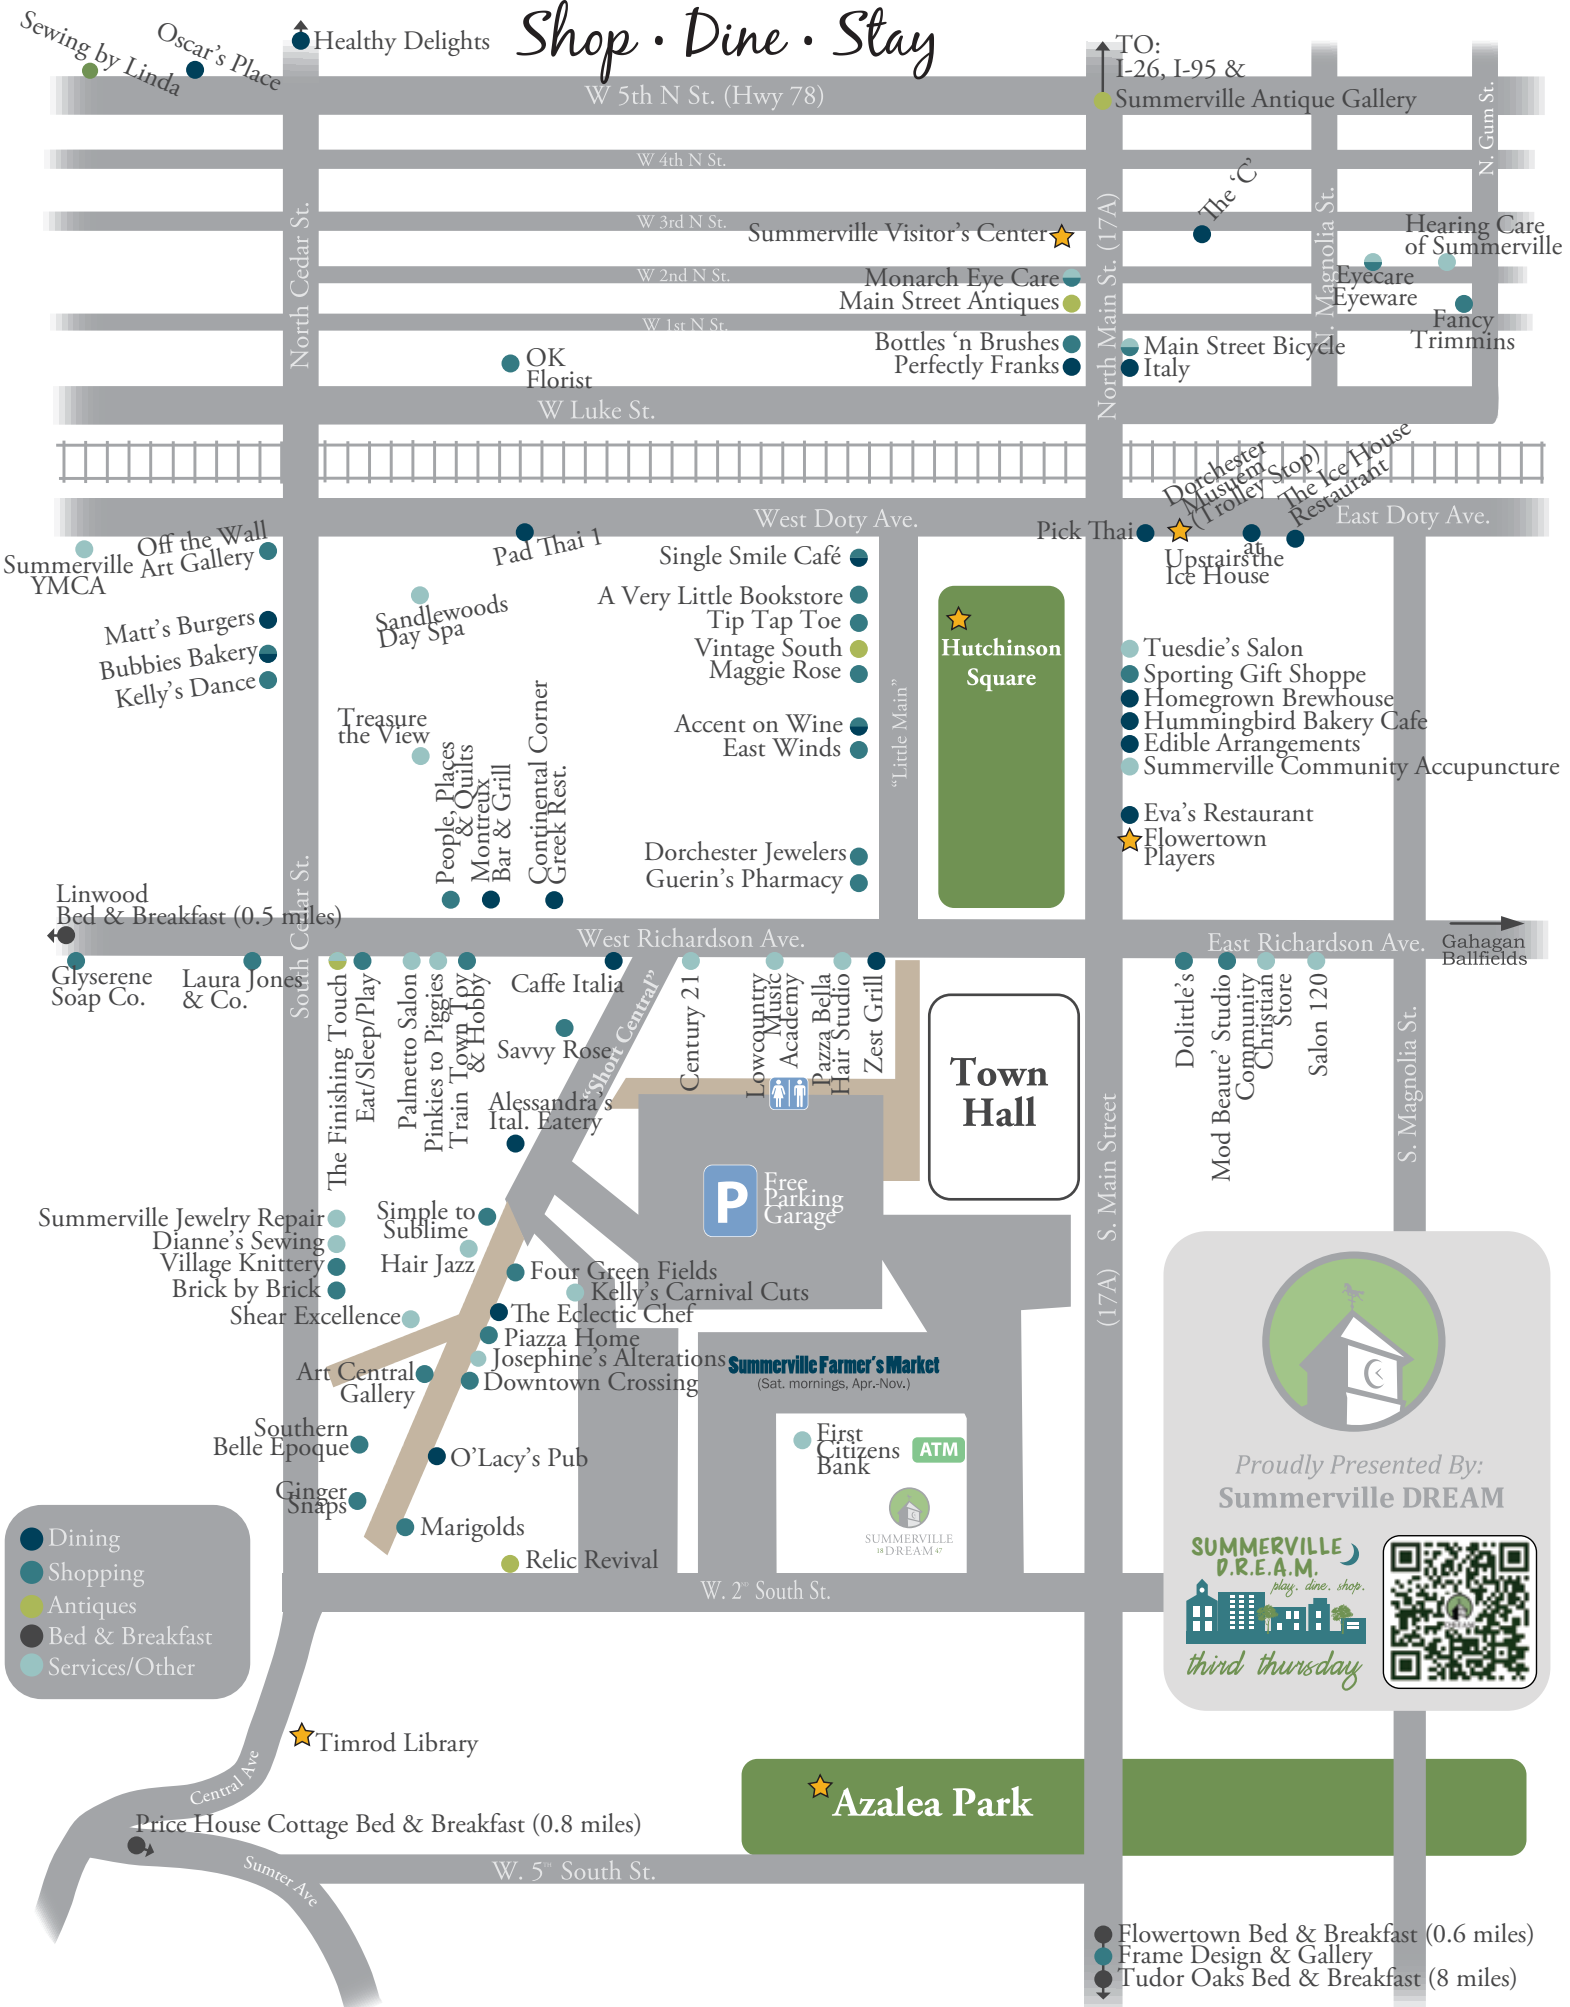 Shop · Dine · Stay
Sewing by Linda
Oscar's Place
Healthy Delights
TO:
I-26, I-95 &
Summerville Antique Gallery
W 5th N St. (Hwy 78)
N. Gum St.
W 4th N St.
The 'C'
W 3rd N St.
Summerville Visitor's Center
Hearing Care
of Summerville
North Cedar St.
North Main St. (17A)
N. Magnolia St.
W 2nd N St.
Monarch Eye Care
Main Street Antiques
Eyecare
Eyeware
W 1st N St.
Fancy
Trimmins
Bottles 'n Brushes
Perfectly Franks
Main Street Bicycle
Italy
OK
Florist
W Luke St.
Dorchester
Musuem
(Trolley Stop)
The Ice House
Restaurant
West Doty Ave.
East Doty Ave.
Pick Thai
Upstairs at the
Ice House
Summerville
YMCA
Off the Wall
Art Gallery
Pad Thai 1
Single Smile Café
A Very Little Bookstore
Tip Tap Toe
Vintage South
Maggie Rose
Accent on Wine
East Winds
Dorchester Jewelers
Guerin's Pharmacy
Sandlewoods
Day Spa
Matt's Burgers
Bubbies Bakery
Kelly's Dance
Treasure
the View
People, Places
& Quilts
Montreux
Bar & Grill
Continental Corner
Greek Rest.
"Little Main"
Hutchinson
Square
Tuesdie's Salon
Sporting Gift Shoppe
Homegrown Brewhouse
Hummingbird Bakery Cafe
Edible Arrangements
Summerville Community Accupuncture
Eva's Restaurant
Flowertown
Players
Linwood
Bed & Breakfast (0.5 miles)
South Cedar St.
West Richardson Ave.
East Richardson Ave.
Gahagan
Ballfields
Glyserene
Soap Co.
Laura Jones
& Co.
The Finishing Touch
Eat/Sleep/Play
Palmetto Salon
Pinkies to Piggies
Train Town Toy
& Hobby
Caffe Italia
Savvy Rose
"Short Central"
Alessandra's
Ital. Eatery
Century 21
Lowcountry
Music
Academy
Pazza Bella
Hair Studio
Zest Grill
Town
Hall
Dolittle's
Mod Beaute' Studio
Community
Christian
Store
Salon 120
S. Magnolia St.
(17A) S. Main Street
P
Free
Parking
Garage
Summerville Jewelry Repair
Dianne's Sewing
Village Knittery
Brick by Brick
Shear Excellence
Simple to
Sublime
Hair Jazz
Four Green Fields
Kelly's Carnival Cuts
The Eclectic Chef
Piazza Home
Josephine's Alterations
Downtown Crossing
Art Central
Gallery
Southern
Belle Epoque
O'Lacy's Pub
Ginger
Snaps
Marigolds
Relic Revival
Summerville Farmer's Market
(Sat. mornings, Apr.-Nov.)
First
Citizens
Bank
ATM
SUMMERVILLE
18 DREAM 47
Proudly Presented By:
Summerville DREAM
SUMMERVILLE
D.R.E.A.M.
play. dine. shop.
third thursday
DREAM
Dining
Shopping
Antiques
Bed & Breakfast
Services/Other
W. 2nd South St.
Timrod Library
Central Ave
Azalea Park
Price House Cottage Bed & Breakfast (0.8 miles)
Sumter Ave
W. 5th South St.
Flowertown Bed & Breakfast (0.6 miles)
Frame Design & Gallery
Tudor Oaks Bed & Breakfast (8 miles)